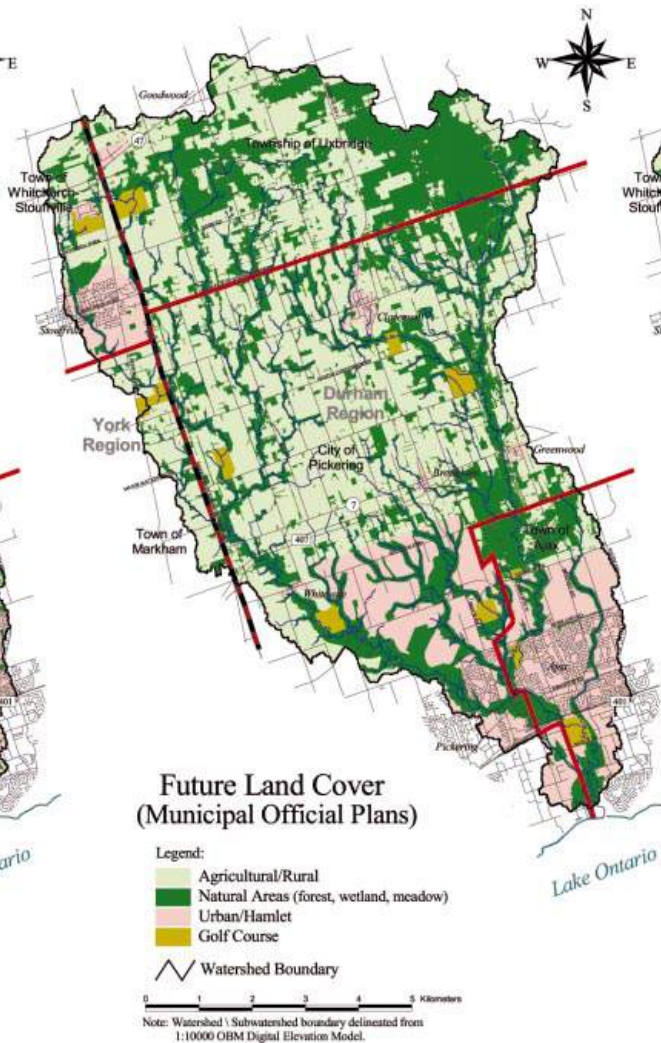 N
W
E
S
E
Goodwood
47
Township of Uxbridge
Town of
Whitchurch-
Stouffville
Stouffville
Claremont
Durham
Region
York
Region
City of
Pickering
Greenwood
7
Town of
Markham
407
Town of
Ajax
Whitevale
Ajax
401
401
Pickering
Future Land Cover
(Municipal Official Plans)
Legend:
Agricultural/Rural
Natural Areas (forest, wetland, meadow)
Urban/Hamlet
Golf Course
Watershed Boundary
Lake Ontario
0 1 2 3 4 5 Kilometers
Note: Watershed \ Subwatershed boundary delineated from
1:10000 OBM Digital Elevation Model.